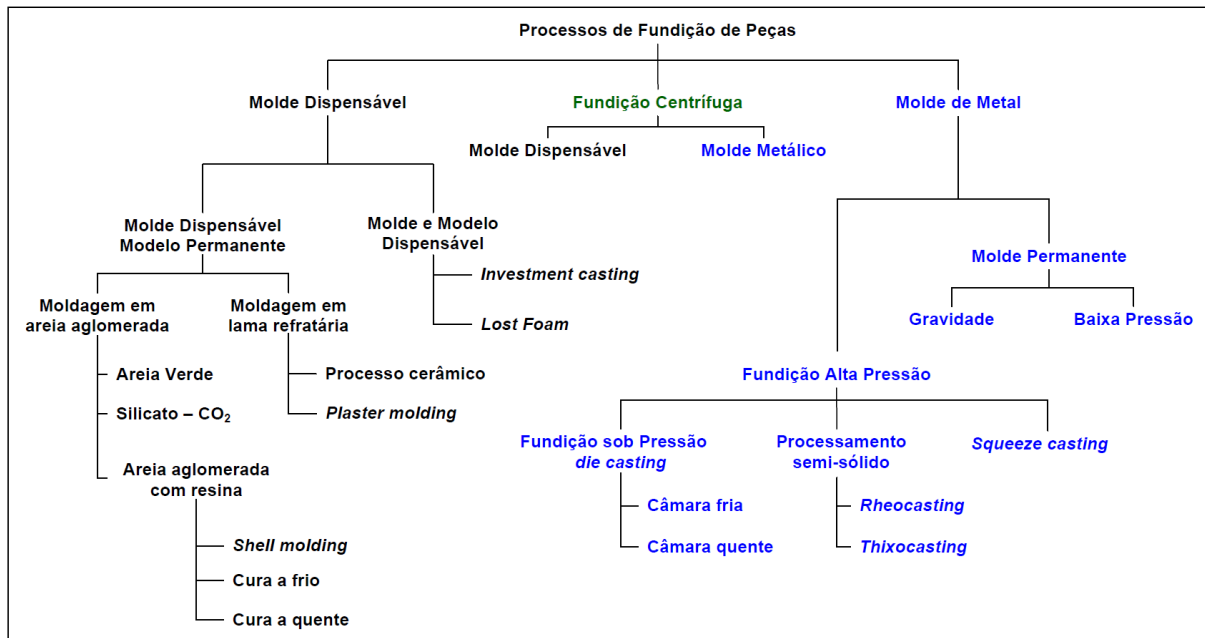 Processos de Fundição de Peças
Molde Dispensável
Fundição Centrífuga
Molde de Metal
Molde Dispensável
Molde Metálico
Molde Dispensável
Modelo Permanente
Molde e Modelo
Dispensável
Molde Permanente
Investment casting
Lost Foam
Moldagem em
areia aglomerada
Moldagem em
lama refratária
Gravidade
Baixa Pressão
Areia Verde
Silicato – CO₂
Processo cerâmico
Plaster molding
Fundição Alta Pressão
Fundição sob Pressão
die casting
Processamento
semi-sólido
Squeeze casting
Areia aglomerada
com resina
Câmara fria
Câmara quente
Rheocasting
Thixocasting
Shell molding
Cura a frio
Cura a quente